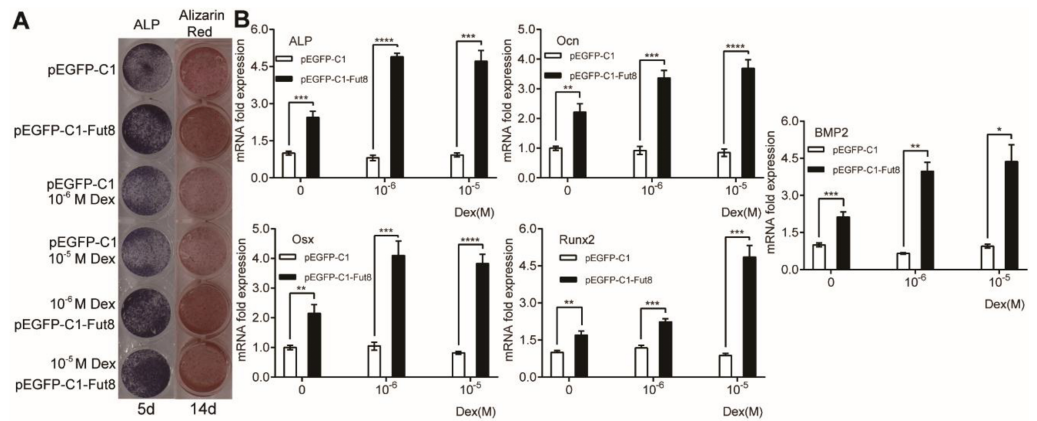 A
ALP
Alizarin
Red
pEGFP-C1
pEGFP-C1-Fut8
pEGFP-C1
10⁻⁶ M Dex
pEGFP-C1
10⁻⁵ M Dex
10⁻⁶ M Dex
pEGFP-C1-Fut8
10⁻⁵ M Dex
pEGFP-C1-Fut8
5d
14d
B
ALP
pEGFP-C1
pEGFP-C1-Fut8
mRNA fold expression
6.0
4.5
3.0
1.5
0.0
***
****
***
0
10⁻⁶
10⁻⁵
Dex(M)
Ocn
pEGFP-C1
pEGFP-C1-Fut8
mRNA fold expression
5.0
4.0
3.0
2.0
1.0
0.0
**
***
****
0
10⁻⁶
10⁻⁵
Dex(M)
BMP2
pEGFP-C1
pEGFP-C1-Fut8
mRNA fold expression
6.0
4.5
3.0
1.5
0.0
***
**
*
0
10⁻⁶
10⁻⁵
Dex(M)
Osx
pEGFP-C1
pEGFP-C1-Fut8
mRNA fold expression
5.0
4.0
3.0
2.0
1.0
0.0
**
***
****
0
10⁻⁶
10⁻⁵
Dex(M)
Runx2
pEGFP-C1
pEGFP-C1-Fut8
mRNA fold expression
6.0
4.5
3.0
1.5
0.0
**
***
***
0
10⁻⁶
10⁻⁵
Dex(M)